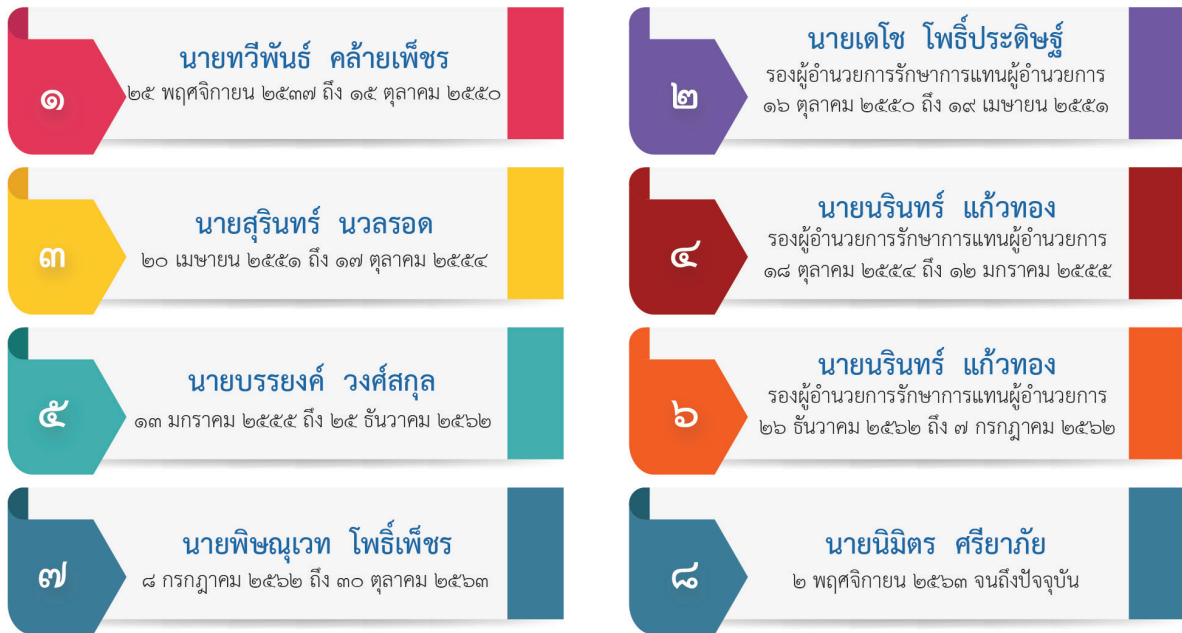 ๑
นายทวีพันธ์ คล้ายเพ็ชร
๒๕ พฤศจิกายน ๒๕๓๗ ถึง ๑๕ ตุลาคม ๒๕๕๐
๒
นายเดโช โพธิ์ประดิษฐ์
รองผู้อำนวยการรักษาการแทนผู้อำนวยการ
๑๖ ตุลาคม ๒๕๕๐ ถึง ๑๙ เมษายน ๒๕๕๑
๓
นายสุรินทร์ นวลรอด
๒๐ เมษายน ๒๕๕๑ ถึง ๑๗ ตุลาคม ๒๕๕๔
๔
นายนรินทร์ แก้วทอง
รองผู้อำนวยการรักษาการแทนผู้อำนวยการ
๑๘ ตุลาคม ๒๕๕๔ ถึง ๑๒ มกราคม ๒๕๕๕
๕
นายบรรยงค์ วงศ์สกุล
๑๓ มกราคม ๒๕๕๕ ถึง ๒๕ ธันวาคม ๒๕๖๒
๖
นายนรินทร์ แก้วทอง
รองผู้อำนวยการรักษาการแทนผู้อำนวยการ
๒๖ ธันวาคม ๒๕๖๒ ถึง ๗ กรกฎาคม ๒๕๖๒
๗
นายพิษณุเวท โพธิ์เพ็ชร
๘ กรกฎาคม ๒๕๖๒ ถึง ๓๐ ตุลาคม ๒๕๖๓
๘
นายนิมิตร ศรียาภัย
๒ พฤศจิกายน ๒๕๖๓ จนถึงปัจจุบัน